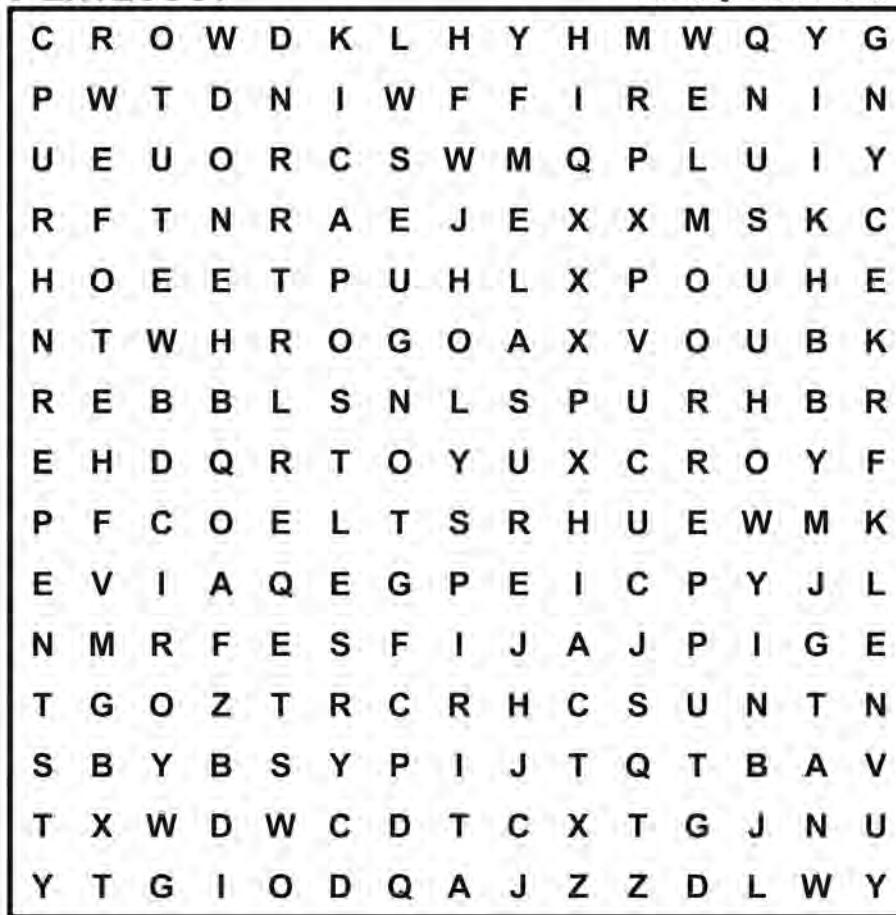 C R O W D K L H Y H M W Q Y G
P W T D N I W F F I R E N I N
U E U O R C S W M Q P L U I Y
R F T N R A E J E X X M S K C
H O E E T P U H L X P O U H E
N T W H R O G O A X V O U B K
R E B B L S N L S P U R H B R
E H D Q R T O Y U X C R O Y F
P F C O E L T S R H U E W M K
E V I A Q E G P E I C P Y J L
N M R F E S F I J A J P I G E
T G O Z T R C R H C S U N T N
S B Y B S Y P I J T Q T B A V
T X W D W C D T C X T G J N U
Y T G I O D Q A J Z Z D L W Y